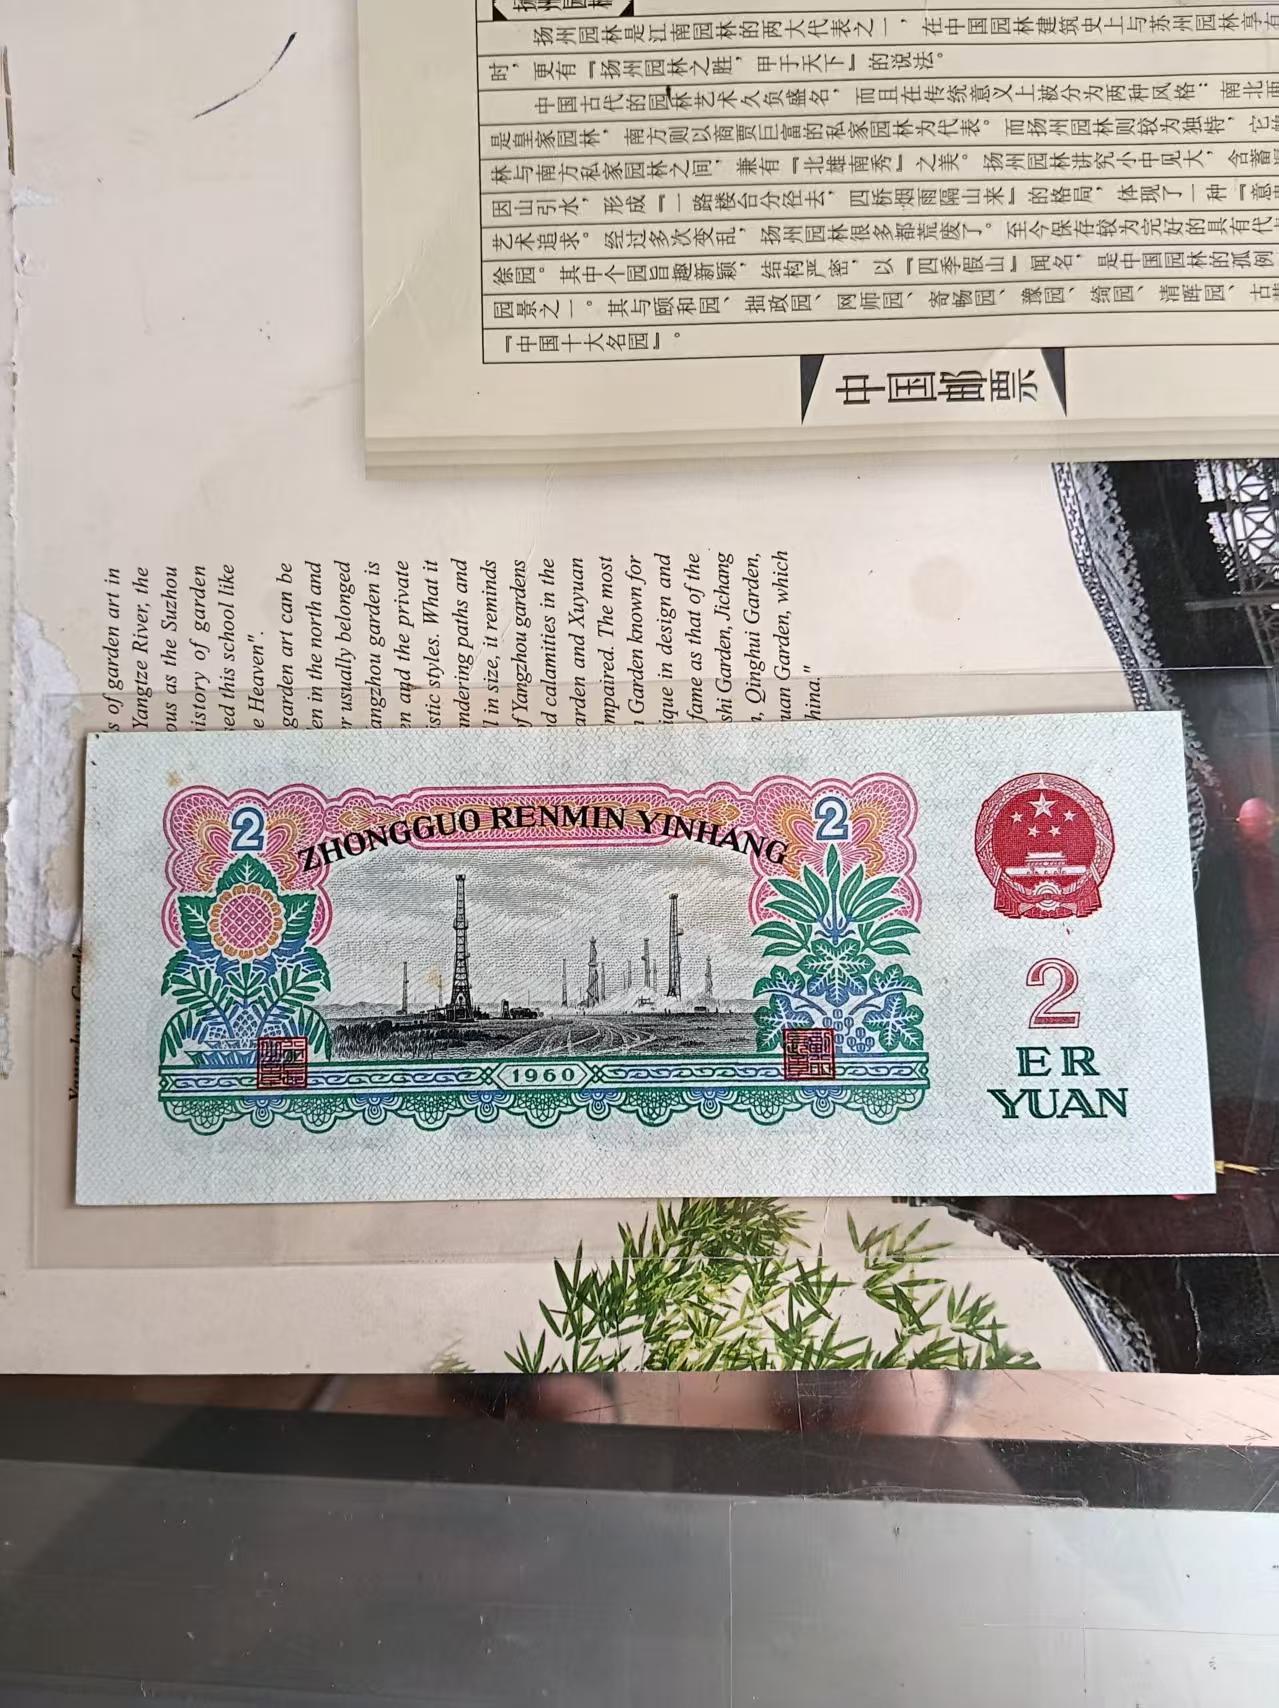 扬州园林是江南园林的两大代表之一，在中国园林建筑史上与苏州园林享有
时，更有『扬州园林之胜，甲于天下』的说法。
中国古代的园林艺术久负盛名，而且在传统意义上被分为两种风格：南北两
是皇家园林，南方则以商贾巨富的私家园林为代表。而扬州园林则较为独特，它
林与南方私家园林之间，兼有『北雄南秀』之美。扬州园林讲究小中见大，含蓄
因山引水，形成『一路楼台分径去，四桥烟雨隔山来』的格局，体现了一种『意
艺术追求。经过多次变乱，扬州园林很多都荒废了。至今保存较为完好的具有代
徐园。其中个园旨趣新颖，结构严密，以『四季假山』闻名，是中国园林的孤例
园景之一。其与颐和园、拙政园、网师园、寄畅园、豫园、绮园、清晖园、古
『中国十大名园』。
中国邮票
s of garden art in
Yangtze River, the
ous as the Suzhou
istory of garden
ed this school like
e Heaven".
garden art can be
en in the north and
r usually belonged
angzhou garden is
en and the private
istic styles. What it
andering paths and
l in size, it reminds
f Yangzhou gardens
d calamities in the
arden and Xuyuan
mpaired. The most
n Garden known for
ique in design and
fame as that of the
shi Garden, Jichang
n, Qinghui Garden,
uan Garden, which
hina."
2
ZHONGGUO RENMIN YINHANG
2
1960
2
ER
YUAN